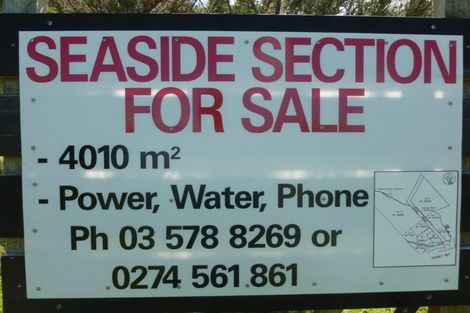 SEASIDE SECTION
FOR SALE
- 4010 m²
- Power, Water, Phone
Ph 03 578 8269 or
0274 561 861